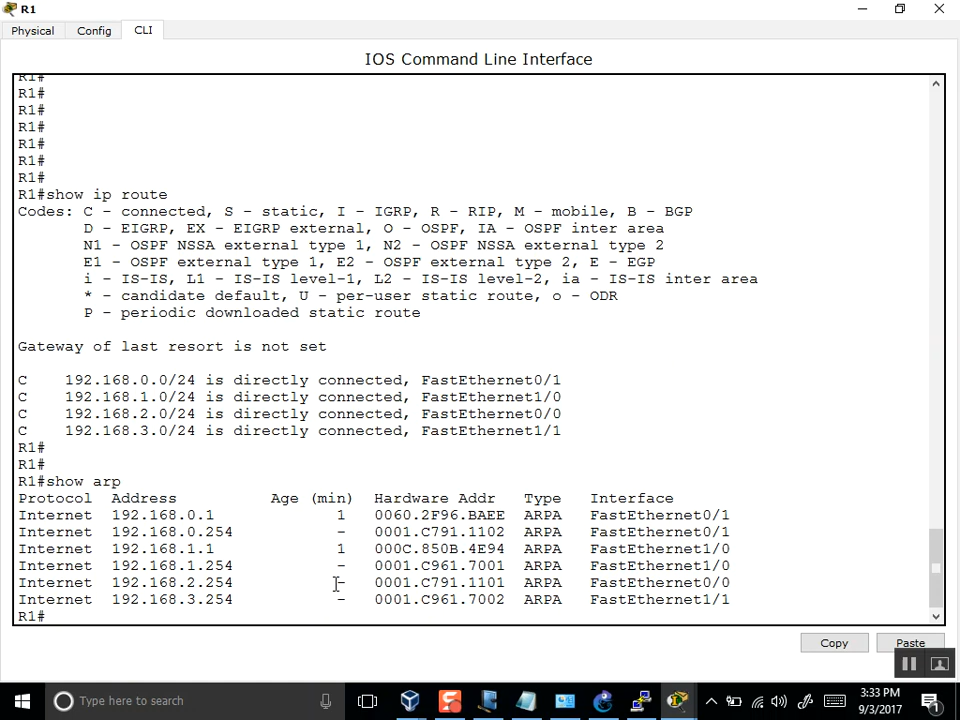 R1
Physical Config CLI
IOS Command Line Interface
R1#
R1#
R1#
R1#
R1#
R1#
R1#
R1#show ip route
Codes: C - connected, S - static, I - IGRP, R - RIP, M - mobile, B - BGP
D - EIGRP, EX - EIGRP external, O - OSPF, IA - OSPF inter area
N1 - OSPF NSSA external type 1, N2 - OSPF NSSA external type 2
E1 - OSPF external type 1, E2 - OSPF external type 2, E - EGP
i - IS-IS, L1 - IS-IS level-1, L2 - IS-IS level-2, ia - IS-IS inter area
* - candidate default, U - per-user static route, o - ODR
P - periodic downloaded static route
Gateway of last resort is not set
C 192.168.0.0/24 is directly connected, FastEthernet0/1
C 192.168.1.0/24 is directly connected, FastEthernet1/0
C 192.168.2.0/24 is directly connected, FastEthernet0/0
C 192.168.3.0/24 is directly connected, FastEthernet1/1
R1#
R1#
R1#show arp
Protocol Address Age (min) Hardware Addr Type Interface
Internet 192.168.0.1 1 0060.2F96.BAEE ARPA FastEthernet0/1
Internet 192.168.0.254 - 0001.C791.1102 ARPA FastEthernet0/1
Internet 192.168.1.1 1 000C.850B.4E94 ARPA FastEthernet1/0
Internet 192.168.1.254 - 0001.C961.7001 ARPA FastEthernet1/0
Internet 192.168.2.254 - 0001.C791.1101 ARPA FastEthernet0/0
Internet 192.168.3.254 - 0001.C961.7002 ARPA FastEthernet1/1
R1#
Copy Paste
Type here to search
3:33 PM
9/3/2017
1